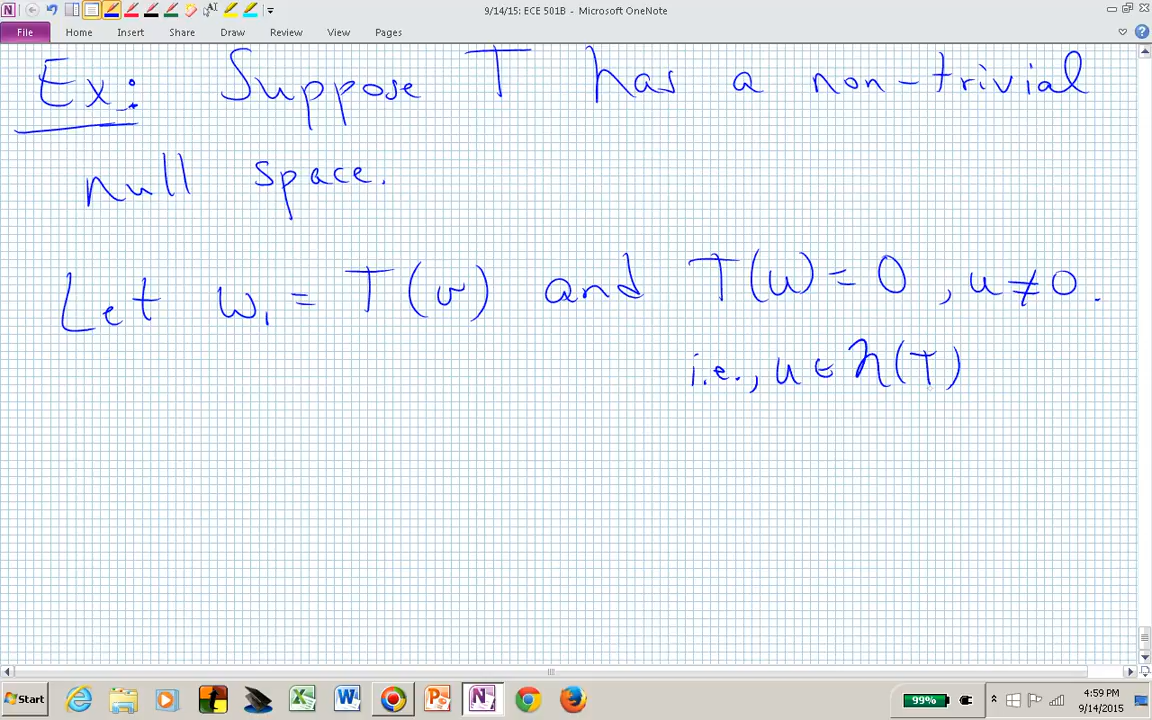 9/14/15: ECE 501B - Microsoft OneNote
File Home Insert Share Draw Review View Pages
Ex: Suppose T has a non-trivial
null space.
Let w₁ = T(v) and T(u) = 0, u ≠ 0.
i.e., u ∈ N(T)
Start
99%
4:59 PM
9/14/2015